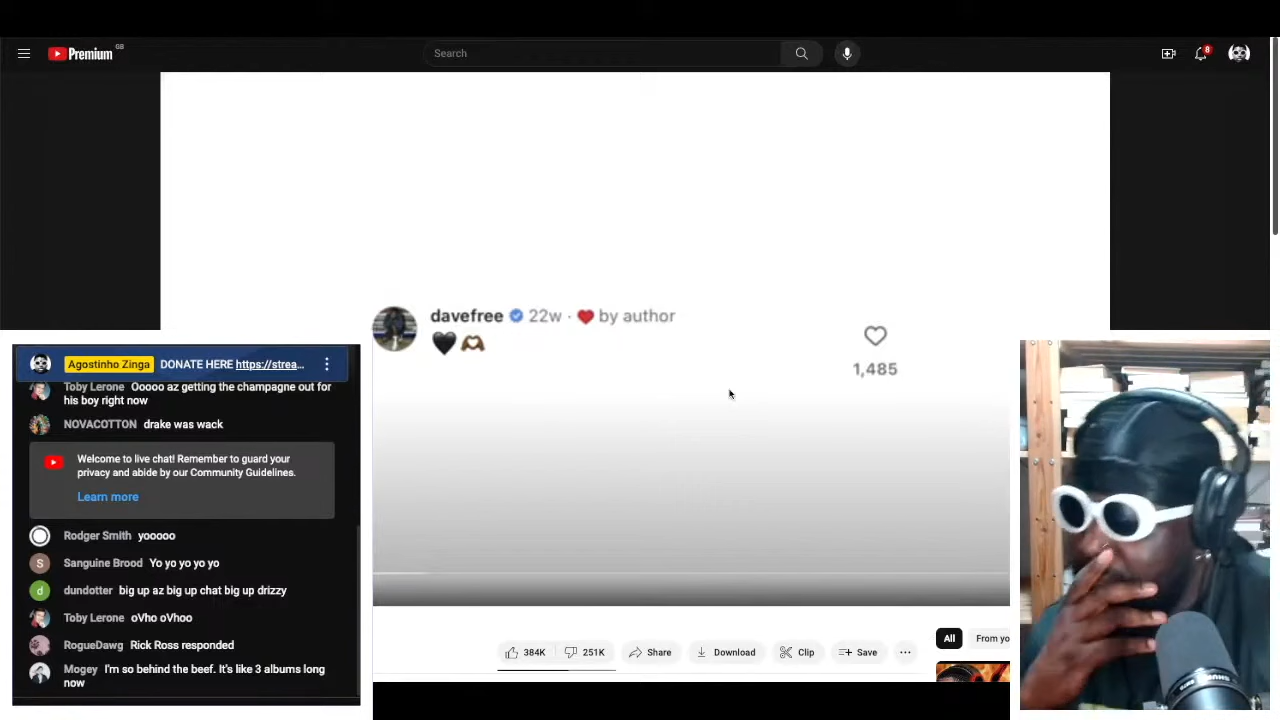 Premium GB
Search
8
davefree 22w · ❤️ by author
🖤 🫶🏾
1,485
Agostinho Zinga DONATE HERE https://strea...
Toby Lerone Ooooo az getting the champagne out for
his boy right now
NOVACOTTON drake was wack
Welcome to live chat! Remember to guard your
privacy and abide by our Community Guidelines.
Learn more
Rodger Smith yooooo
S
Sanguine Brood Yo yo yo yo yo
d
dundotter big up az big up chat big up drizzy
Toby Lerone oVho oVhoo
RogueDawg Rick Ross responded
Mogey I'm so behind the beef. It's like 3 albums long
now
384K 251K Share Download Clip Save ...
All From yo